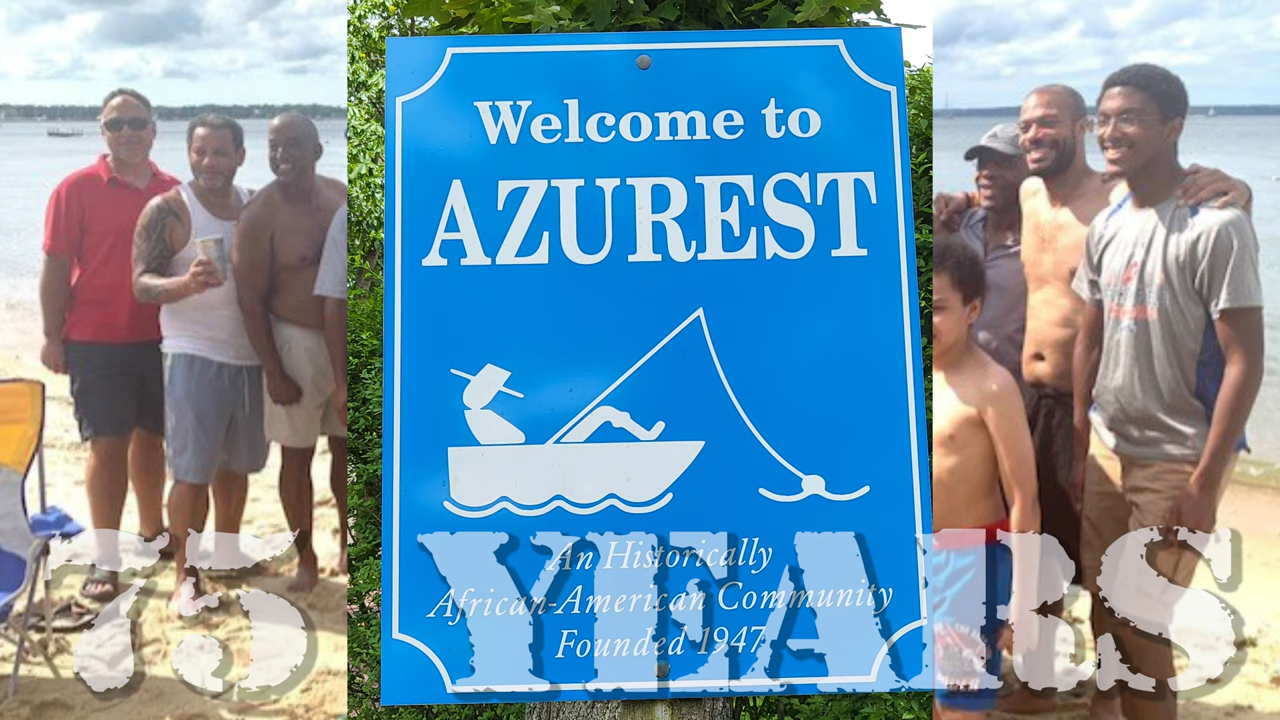 Welcome to
AZUREST
An Historically
African-American Community
Founded 1947
75 YEARS